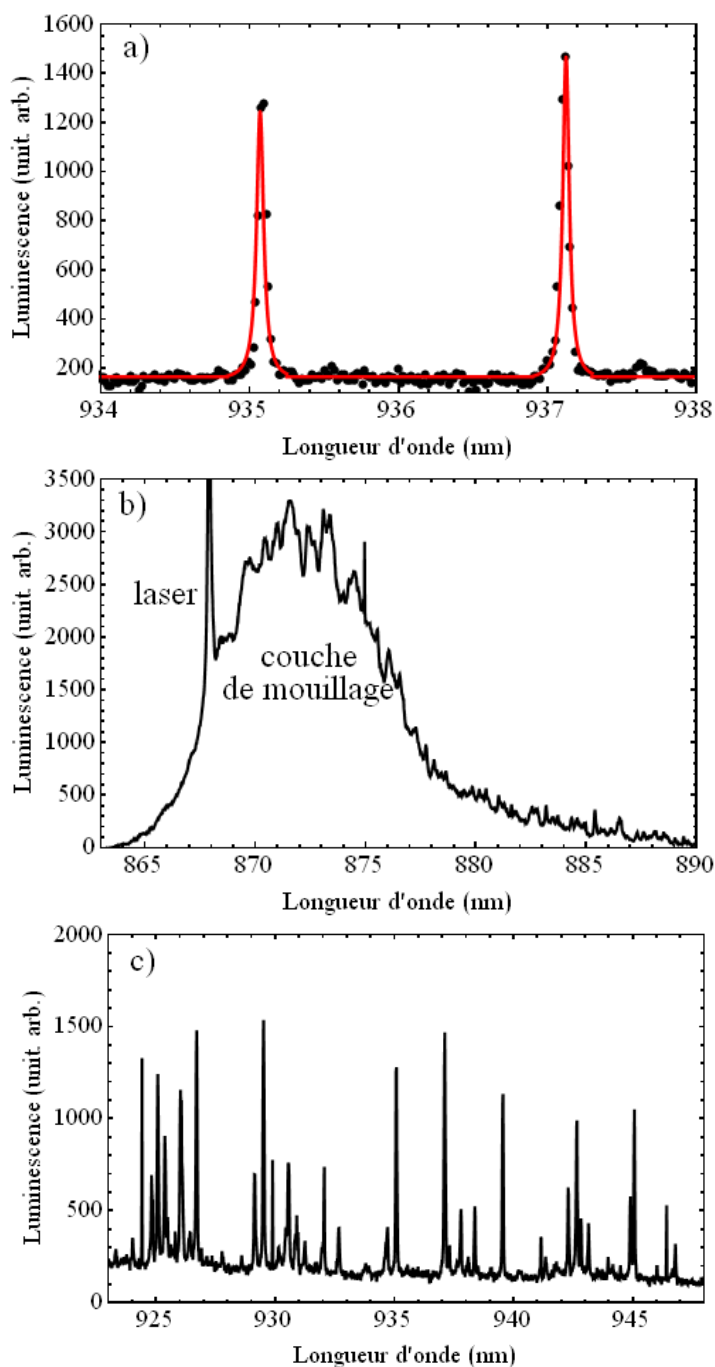 1600
a)
1400
1200
1000
800
600
400
200
Luminescence (unit. arb.)
934 935 936 937 938
Longueur d'onde (nm)
3500
b)
3000
2500
2000
1500
1000
500
0
Luminescence (unit. arb.)
laser
couche
de mouillage
865 870 875 880 885 890
Longueur d'onde (nm)
2000
c)
1500
1000
500
0
Luminescence (unit. arb.)
925 930 935 940 945
Longueur d'onde (nm)